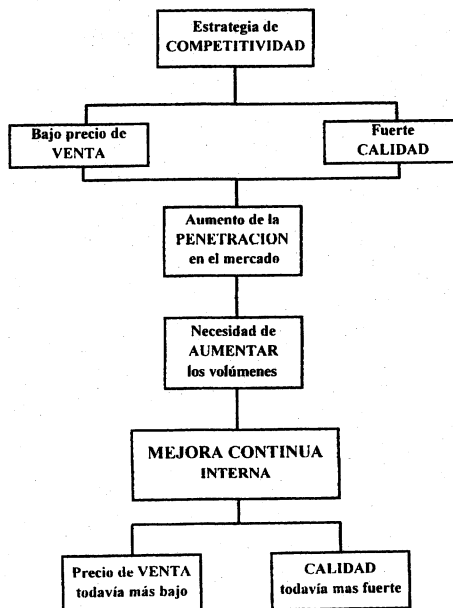 Estrategia de
COMPETITIVIDAD
Bajo precio de
VENTA
Fuerte
CALIDAD
Aumento de la
PENETRACION
en el mercado
Necesidad de
AUMENTAR
los volúmenes
MEJORA CONTINUA
INTERNA
Precio de VENTA
todavía más bajo
CALIDAD
todavía mas fuerte